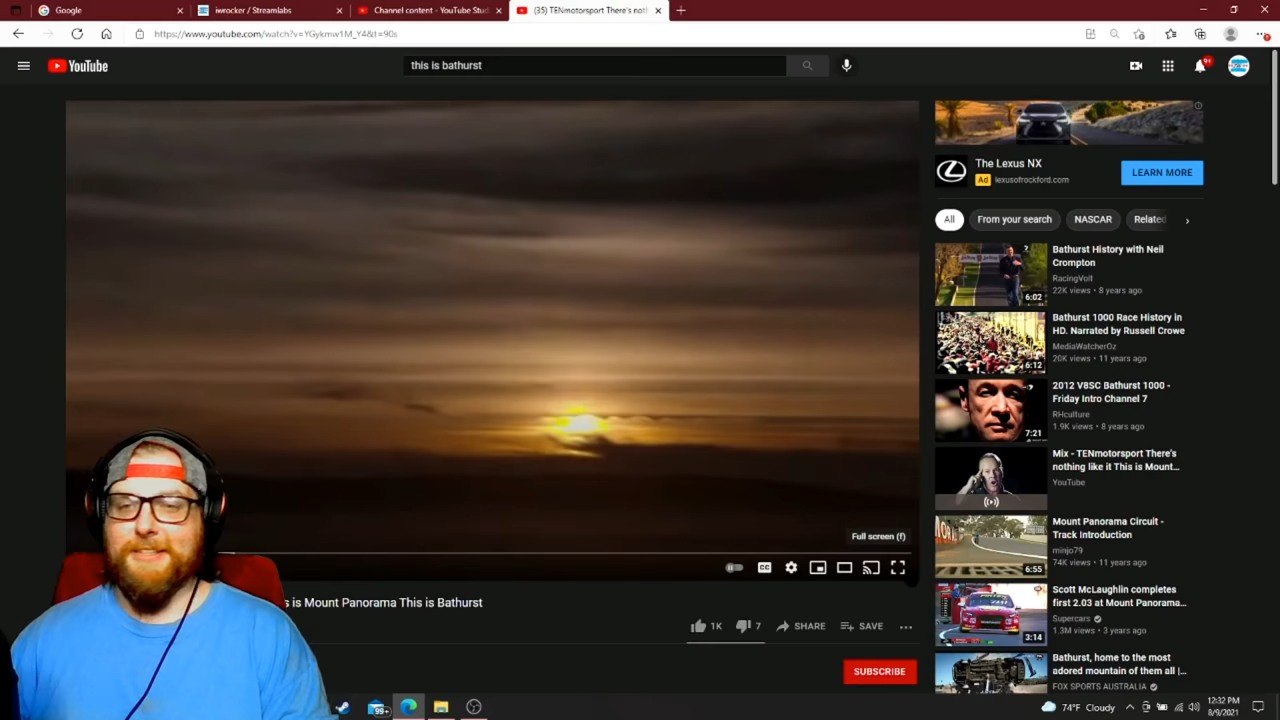 Google
iwrocker / Streamlabs
Channel content - YouTube Stud
(35) TENmotorsport There's not
https://www.youtube.com/watch?v=YGykmw1M_Y4&t=90s
YouTube
this is bathurst
9+
The Lexus NX
Ad lexusofrockford.com
LEARN MORE
All
From your search
NASCAR
Related
Bathurst History with Neil
Crompton
RacingVolt
22K views • 8 years ago
6:02
Bathurst 1000 Race History in
HD. Narrated by Russell Crowe
MediaWatcherOz
20K views • 11 years ago
6:12
2012 V8SC Bathurst 1000 -
Friday Intro Channel 7
RHculture
1.9K views • 8 years ago
7:21
Mix - TENmotorsport There's
nothing like it This is Mount...
YouTube
Mount Panorama Circuit -
Track Introduction
minjo79
74K views • 11 years ago
6:55
Scott McLaughlin completes
first 2.03 at Mount Panorama...
Supercars
1.3M views • 3 years ago
3:14
Bathurst, home to the most
adored mountain of them all |...
FOX SPORTS AUSTRALIA
Full screen (f)
CC
s is Mount Panorama This is Bathurst
1K
7
SHARE
SAVE
SUBSCRIBE
99+
74°F Cloudy
12:32 PM
8/9/2021